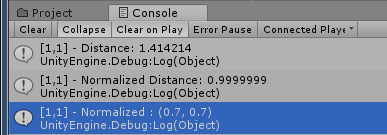 Project
Console
Clear Collapse Clear on Play Error Pause Connected Playe
[1,1] - Distance: 1.414214
UnityEngine.Debug:Log(Object)
[1,1] - Normalized Distance: 0.9999999
UnityEngine.Debug:Log(Object)
[1,1] - Normalized : (0.7, 0.7)
UnityEngine.Debug:Log(Object)